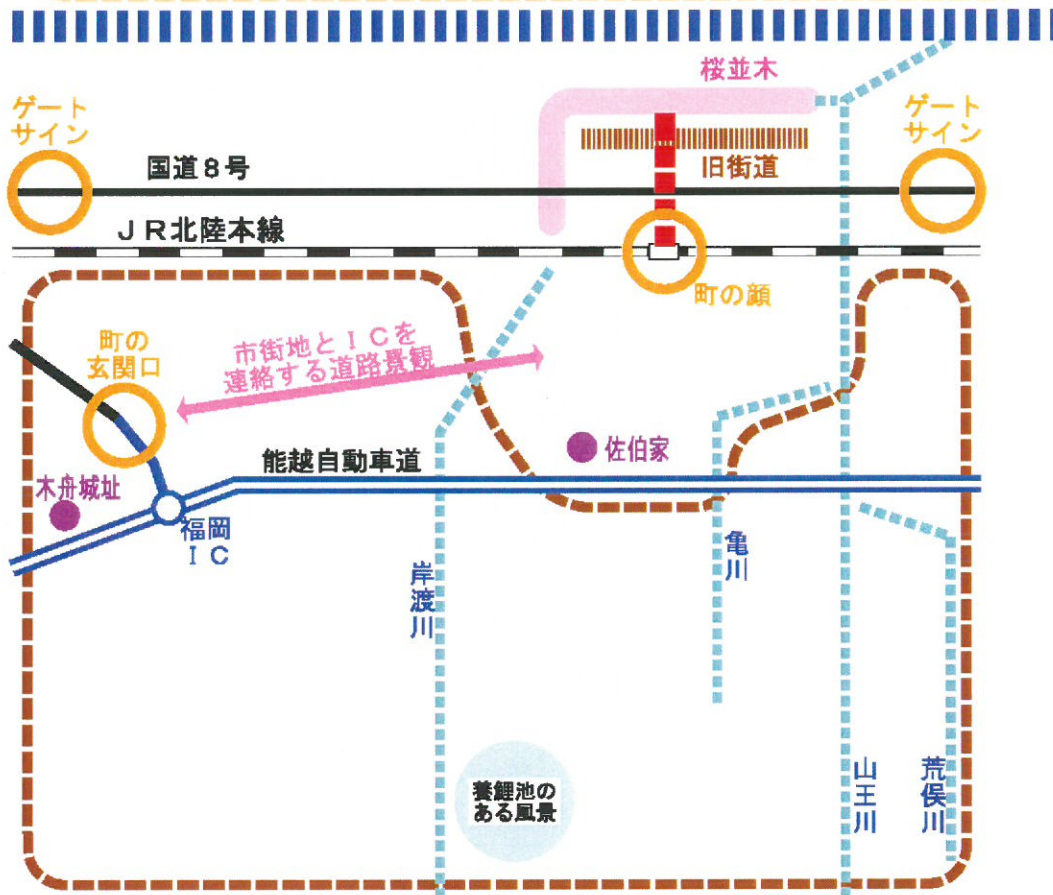 桜並木
ゲート
サイン
ゲート
サイン
国道８号
旧街道
ＪＲ北陸本線
町の顔
町の
玄関口
市街地とＩＣを
連絡する道路景観
能越自動車道
佐伯家
木舟城址
福岡
ＩＣ
岸渡川
亀川
山王川
荒俣川
養鯉池の
ある風景